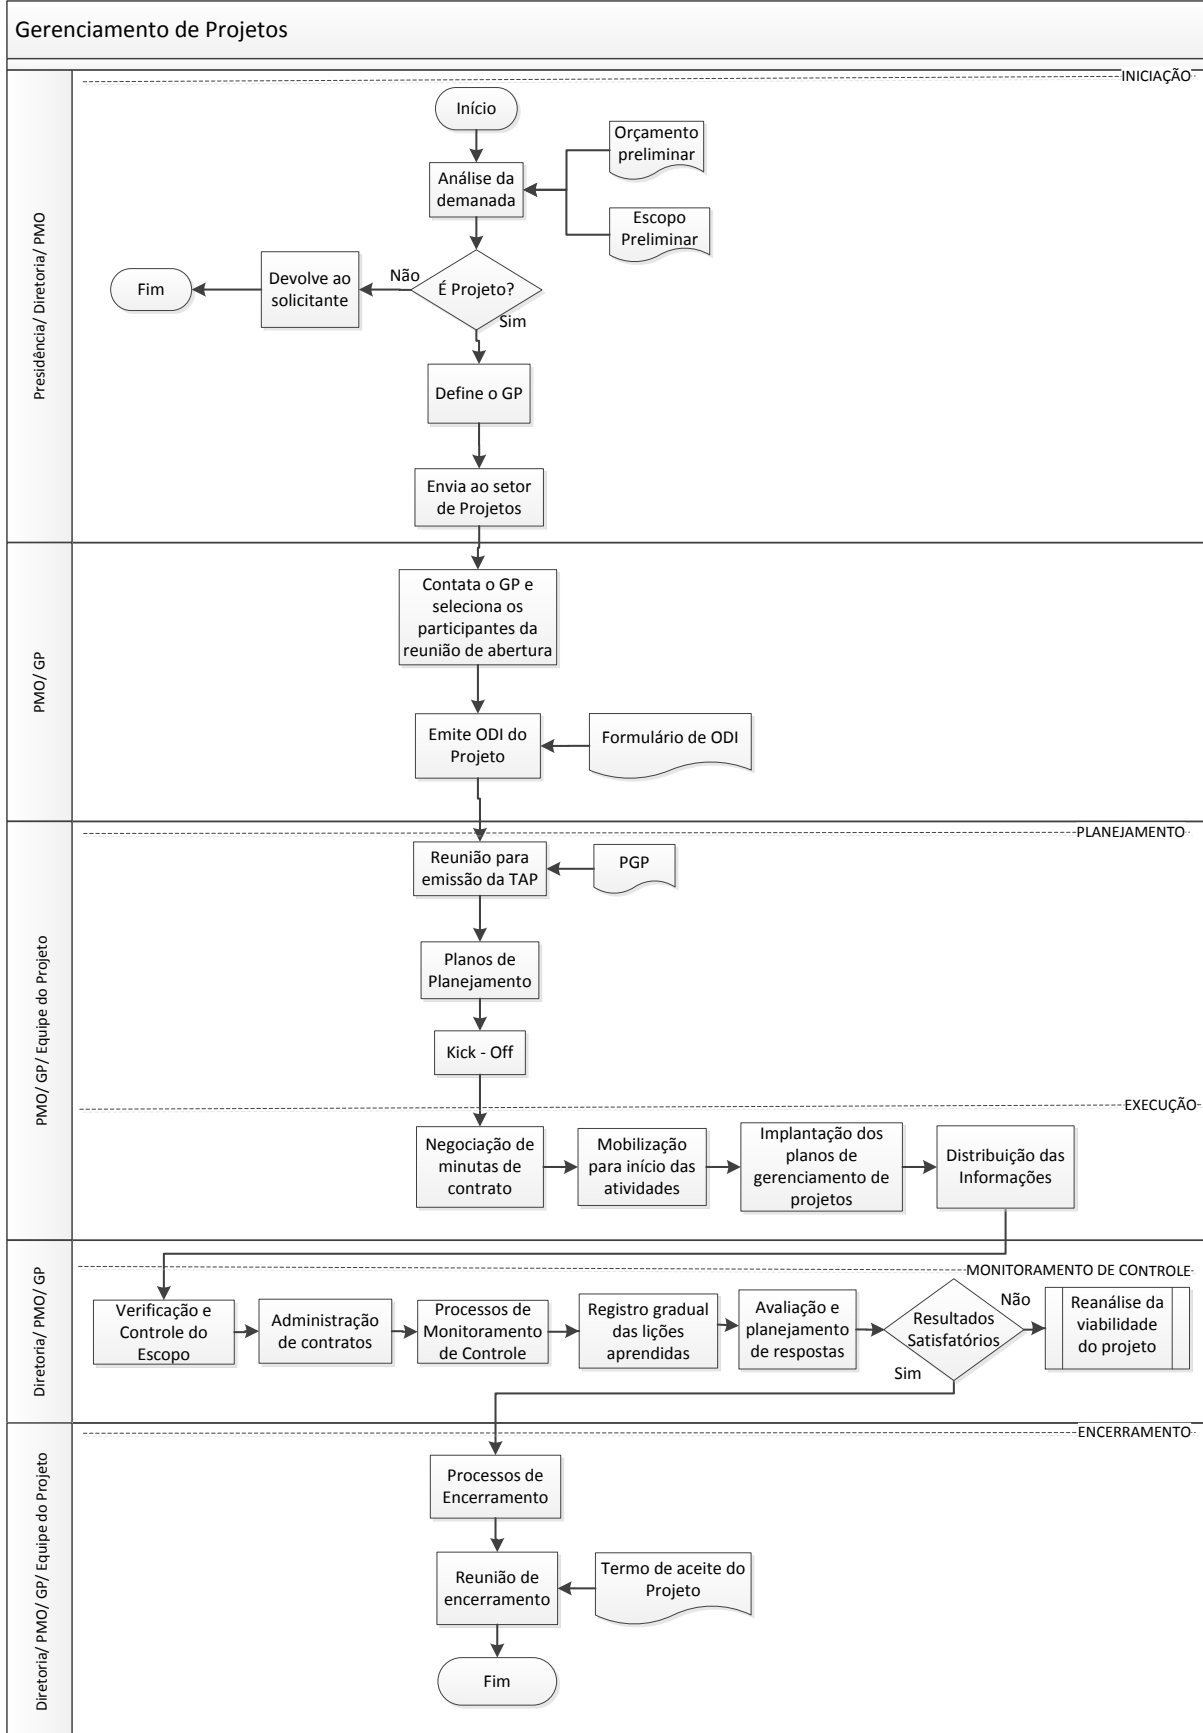 Gerenciamento de Projetos
INICIAÇÃO
Presidência/ Diretoria/ PMO
Início
Orçamento
preliminar
Análise da
demanada
Escopo
Preliminar
Fim
Devolve ao
solicitante
Não
É Projeto?
Sim
Define o GP
Envia ao setor
de Projetos
PMO/ GP
Contata o GP e
seleciona os
participantes da
reunião de abertura
Emite ODI do
Projeto
Formulário de ODI
PLANEJAMENTO
PMO/ GP/ Equipe do Projeto
Reunião para
emissão da TAP
PGP
Planos de
Planejamento
Kick - Off
EXECUÇÃO
Negociação de
minutas de
contrato
Mobilização
para início das
atividades
Implantação dos
planos de
gerenciamento de
projetos
Distribuição das
Informações
Diretoria/ PMO/ GP
MONITORAMENTO DE CONTROLE
Verificação e
Controle do
Escopo
Administração
de contratos
Processos de
Monitoramento
de Controle
Registro gradual
das lições
aprendidas
Avaliação e
planejamento
de respostas
Resultados
Satisfatórios
Não
Sim
Reanálise da
viabilidade
do projeto
ENCERRAMENTO
Diretoria/ PMO/ GP/ Equipe do Projeto
Processos de
Encerramento
Reunião de
encerramento
Termo de aceite do
Projeto
Fim